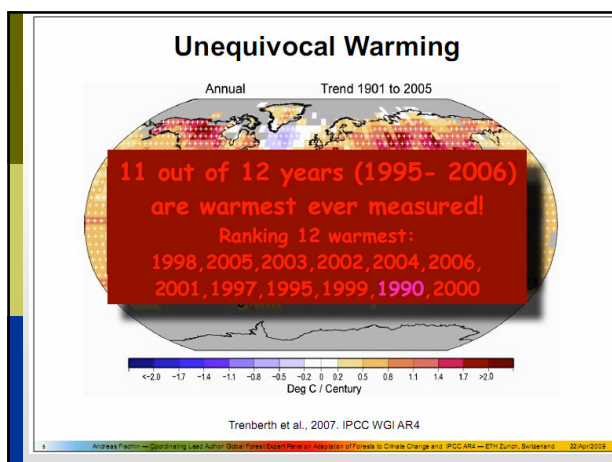 Unequivocal Warming
Annual Trend 1901 to 2005
11 out of 12 years (1995- 2006)
are warmest ever measured!
Ranking 12 warmest:
1998,2005,2003,2002,2004,2006,
2001,1997,1995,1999,1990,2000
<-2.0 -1.7 -1.4 -1.1 -0.8 -0.5 -0.2 0 0.2 0.5 0.8 1.1 1.4 1.7 >2.0
Deg C / Century
Trenberth et al., 2007. IPCC WGI AR4
Andreas Fischlin — Coordinating Lead Author Global Forest Expert Panel on Adaptation of Forests to Climate Change and IPCC AR4 — ETH Zurich, Switzerland 22/Apr/2009